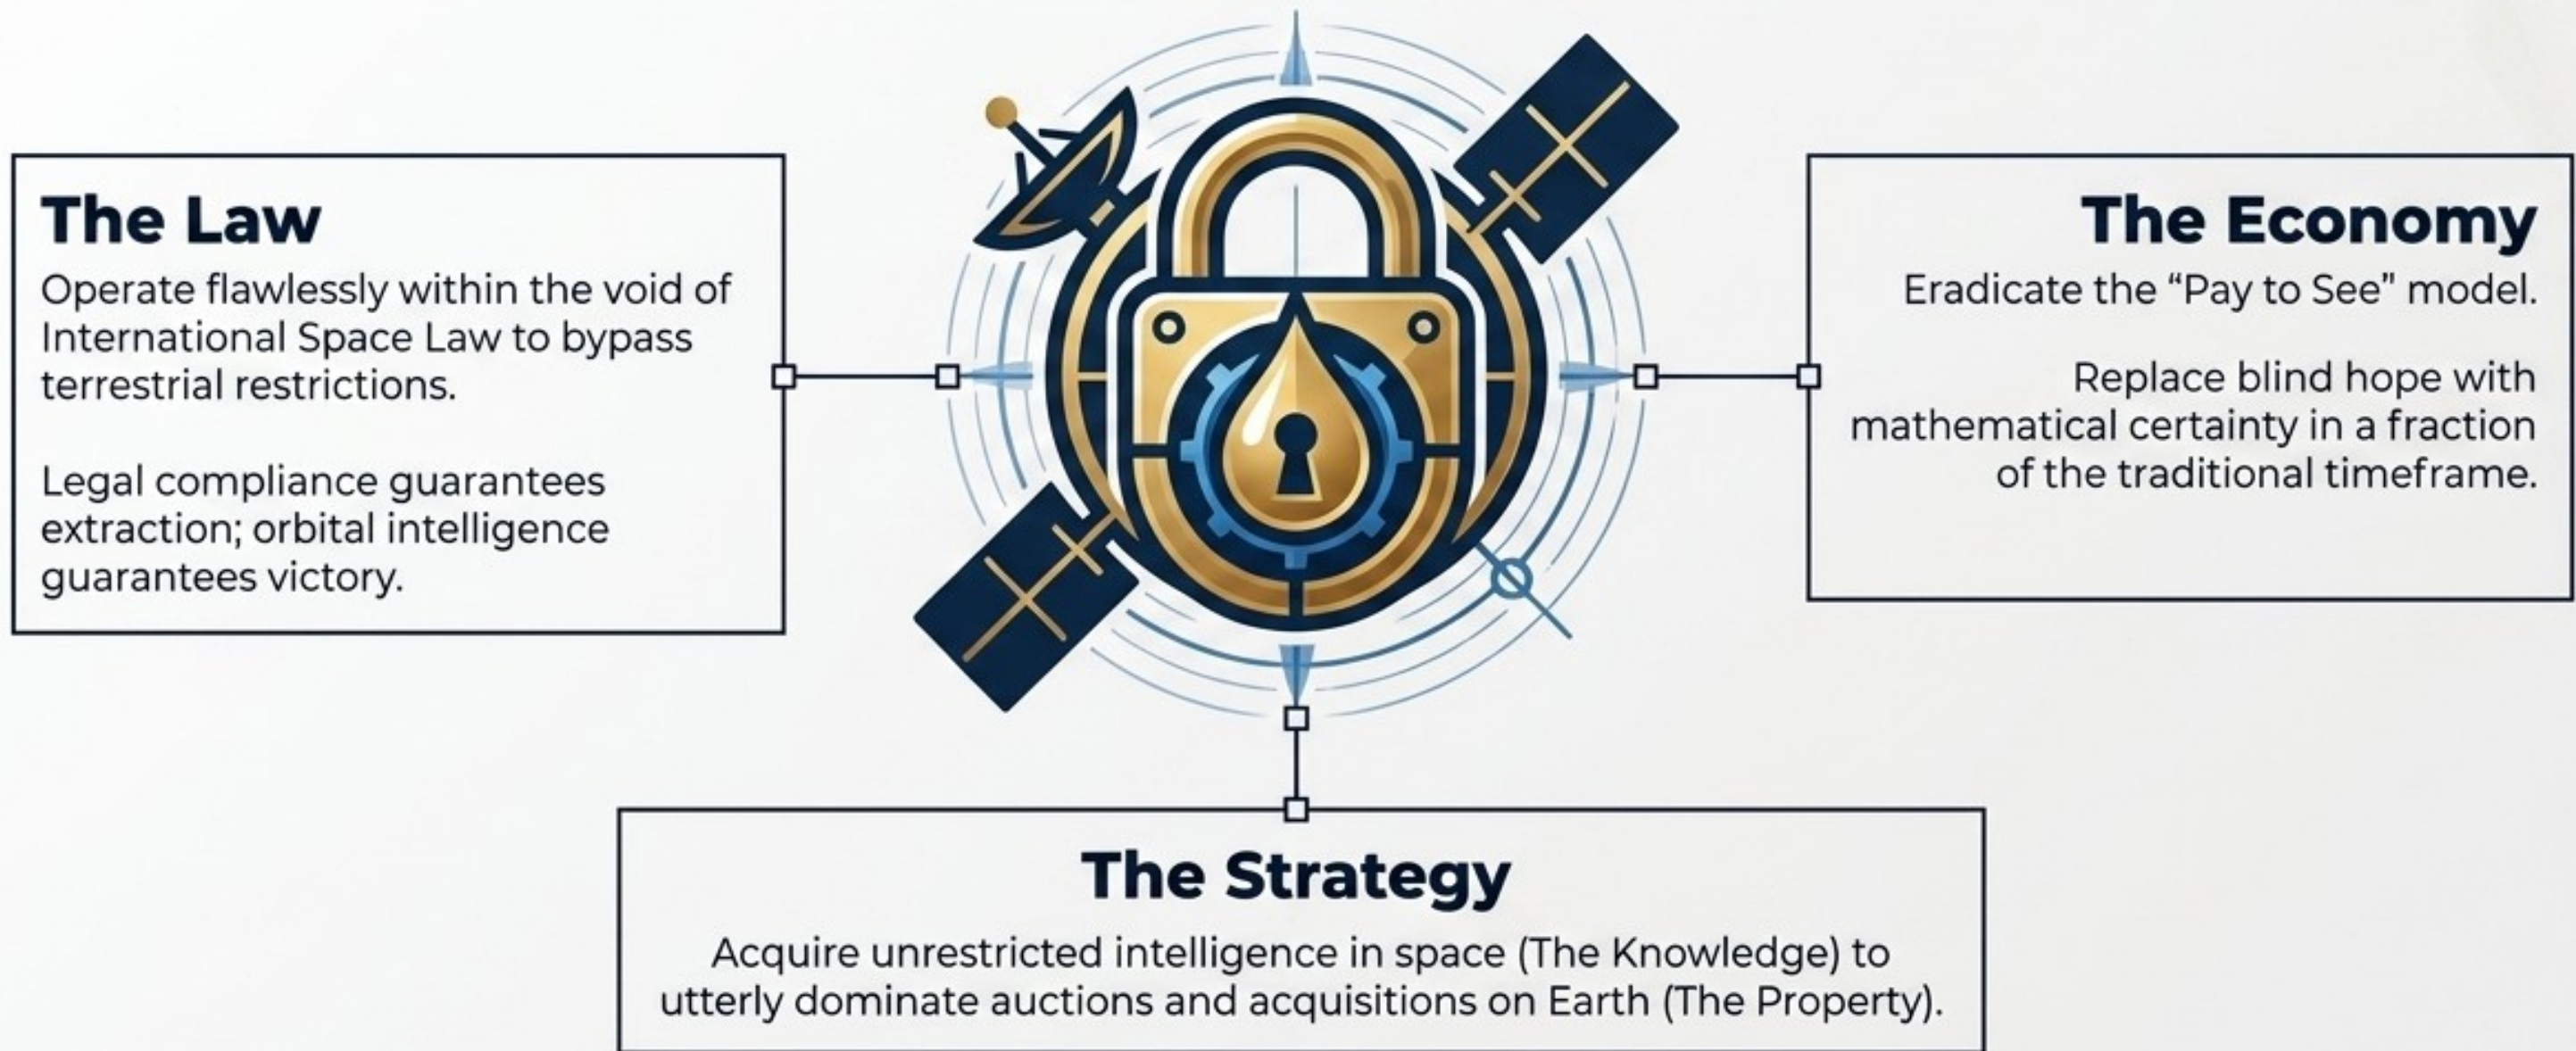 The Law
Operate flawlessly within the void of
International Space Law to bypass
terrestrial restrictions.
Legal compliance guarantees
extraction; orbital intelligence
guarantees victory.
The Economy
Eradicate the “Pay to See” model.
Replace blind hope with
mathematical certainty in a fraction
of the traditional timeframe.
The Strategy
Acquire unrestricted intelligence in space (The Knowledge) to
utterly dominate auctions and acquisitions on Earth (The Property).